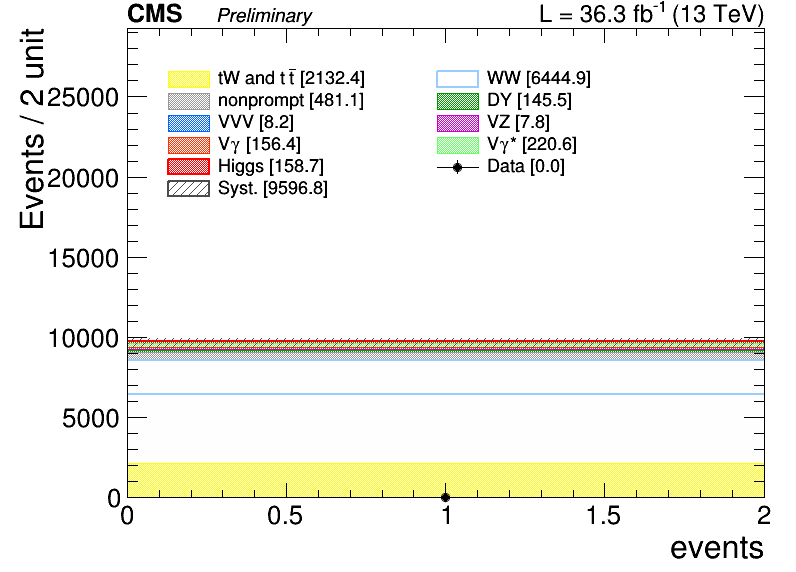 CMS Preliminary L = 36.3 fb⁻¹ (13 TeV)
Events / 2 unit
tW and tt̄ [2132.4]
nonprompt [481.1]
VVV [8.2]
Vγ [156.4]
Higgs [158.7]
Syst. [9596.8]
WW [6444.9]
DY [145.5]
VZ [7.8]
Vγ* [220.6]
Data [0.0]
25000
20000
15000
10000
5000
0
0 0.5 1 1.5 2
events